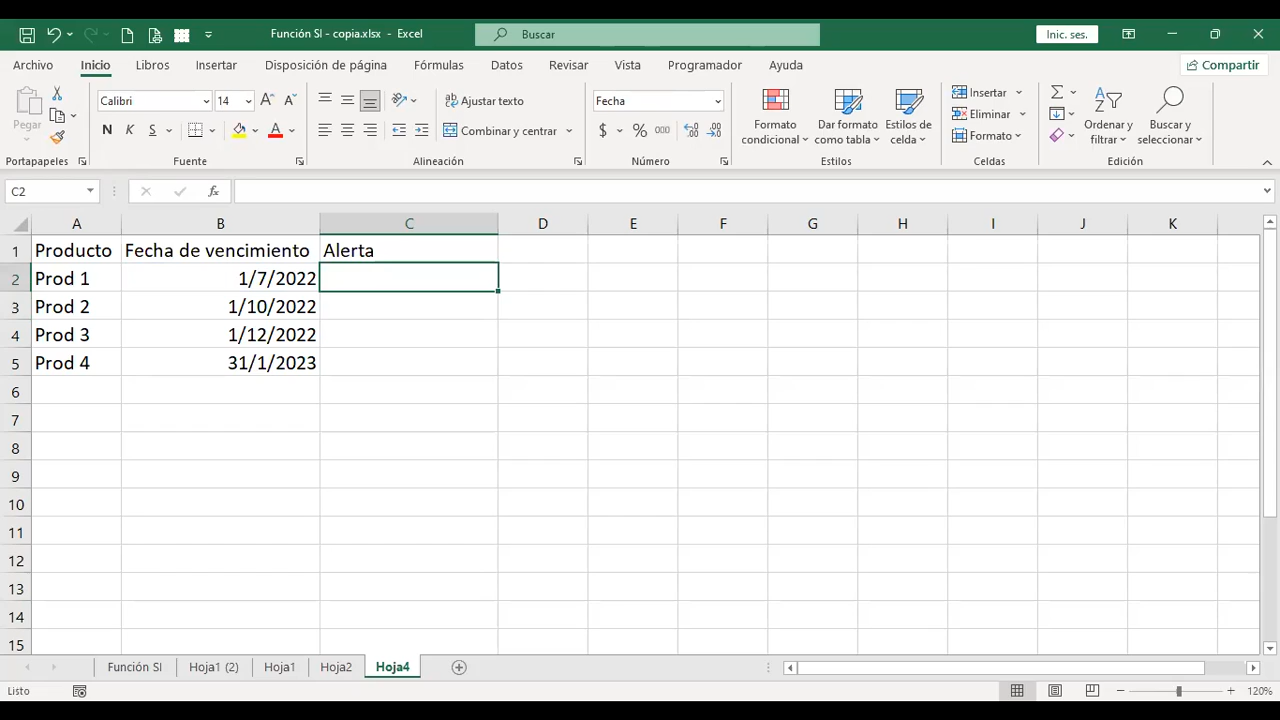 Función SI - copia.xlsx - Excel
Buscar
Inic. ses.
Archivo Inicio Libros Insertar Disposición de página Fórmulas Datos Revisar Vista Programador Ayuda
Compartir
Pegar
Calibri 14
N K S
A A
Ajustar texto
Combinar y centrar
Fecha
$ % 000
Formato condicional
Dar formato como tabla
Estilos de celda
Insertar
Eliminar
Formato
Ordenar y filtrar
Buscar y seleccionar
Portapapeles Fuente Alineación Número Estilos Celdas Edición
C2 fx
A B C D E F G H I J K
1 Producto Fecha de vencimiento Alerta
2 Prod 1 1/7/2022
3 Prod 2 1/10/2022
4 Prod 3 1/12/2022
5 Prod 4 31/1/2023
6
7
8
9
10
11
12
13
14
15
Función SI Hoja1 (2) Hoja1 Hoja2 Hoja4
Listo 120%